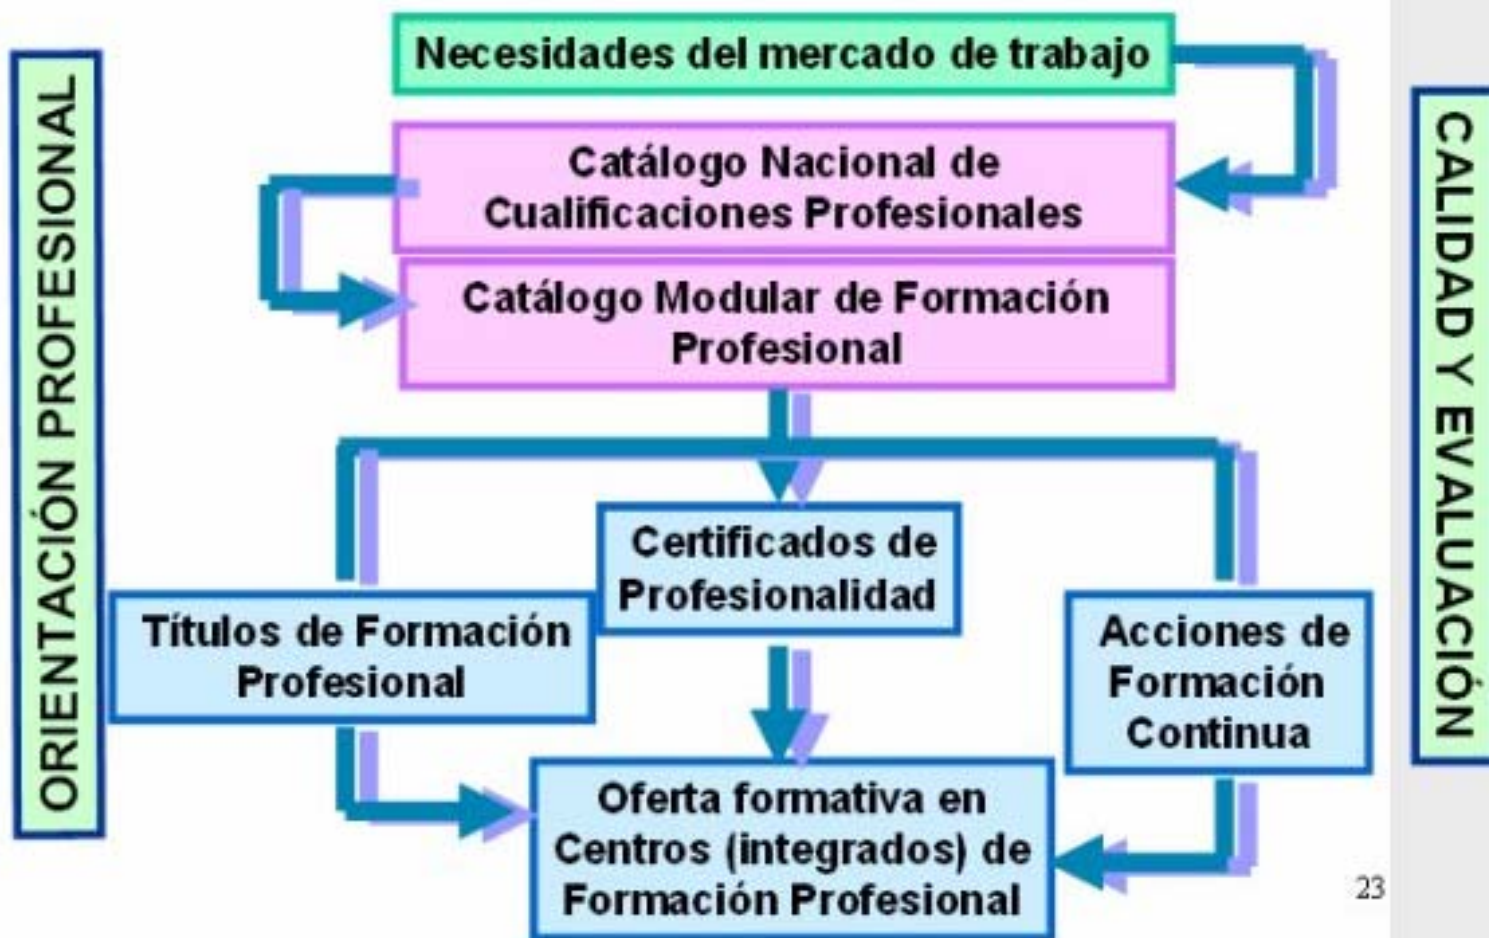 ORIENTACIÓN PROFESIONAL
Necesidades del mercado de trabajo
Catálogo Nacional de
Cualificaciones Profesionales
Catálogo Modular de Formación
Profesional
Certificados de
Profesionalidad
Títulos de Formación
Profesional
Acciones de
Formación
Continua
Oferta formativa en
Centros (integrados) de
Formación Profesional
CALIDAD Y EVALUACIÓN
23